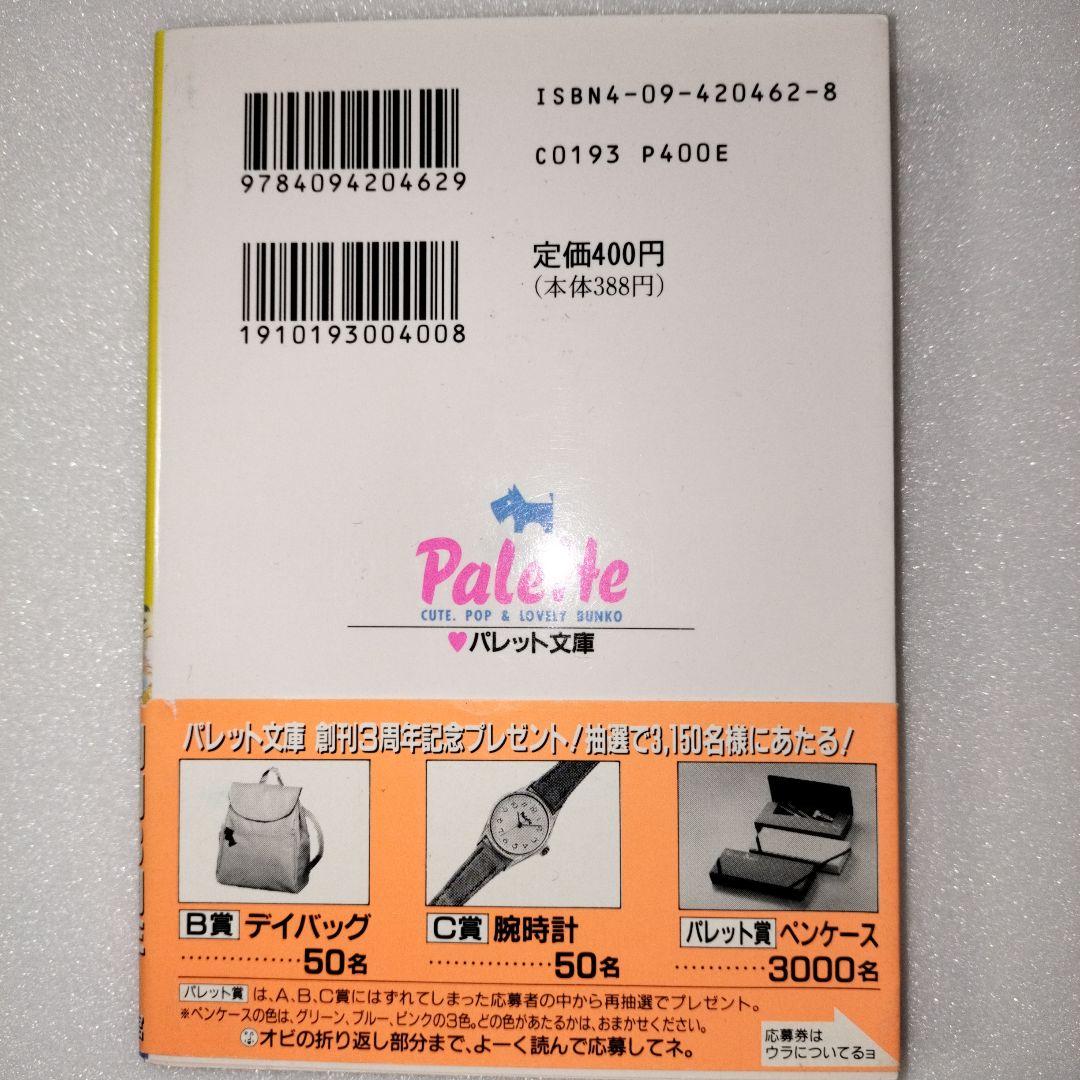 ISBN4-09-420462-8
9784094204629
C0193 P400E
定価400円
(本体388円)
1910193004008
Palette
CUTE. POP & LOVELY BUNKO
♥パレット文庫
パレット文庫 創刊3周年記念プレゼント!抽選で3,150名様にあたる!
B賞 デイバッグ
……………50名
C賞 腕時計
……………50名
パレット賞 ペンケース
…………3000名
パレット賞 は、A、B、C賞にはずれてしまった応募者の中から再抽選でプレゼント。
※ペンケースの色は、グリーン、ブルー、ピンクの3色。どの色があたるかは、おまかせください。
オビの折り返し部分まで、よーく読んで応募してネ。
応募券は
ウラについてるヨ